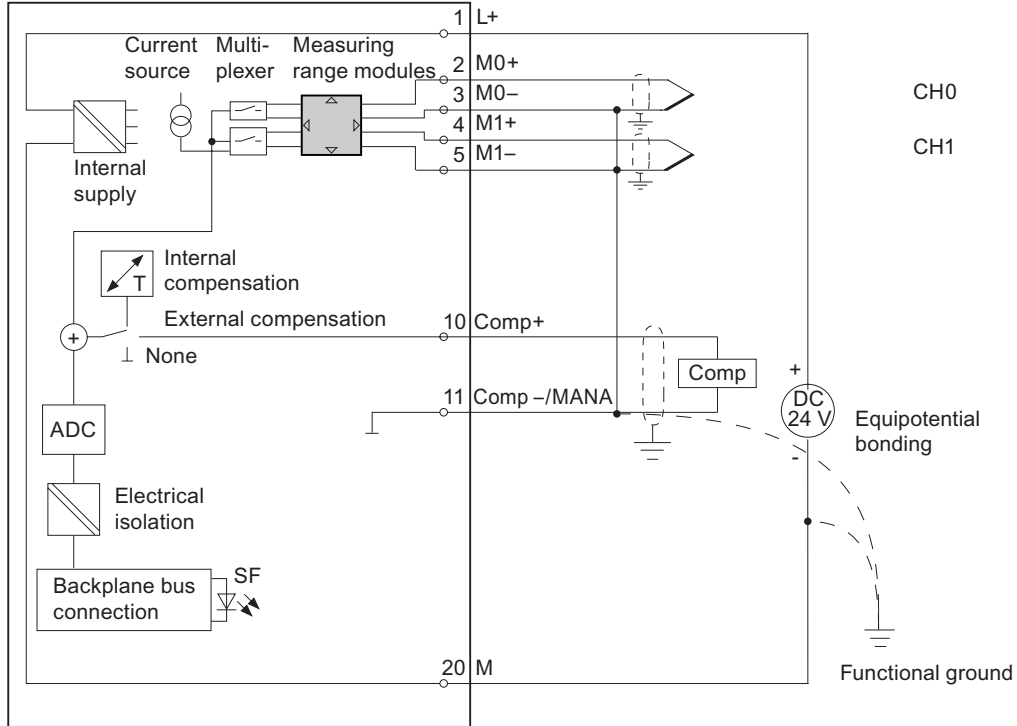 1 L+
Current source
Multi-plexer
Measuring range modules
2 M0+
3 M0–
4 M1+
5 M1–
CH0
CH1
Internal supply
T
Internal compensation
+
External compensation
None
10 Comp+
Comp
11 Comp –/MANA
+
DC 24 V
-
Equipotential bonding
ADC
Electrical isolation
Backplane bus connection
SF
20 M
Functional ground